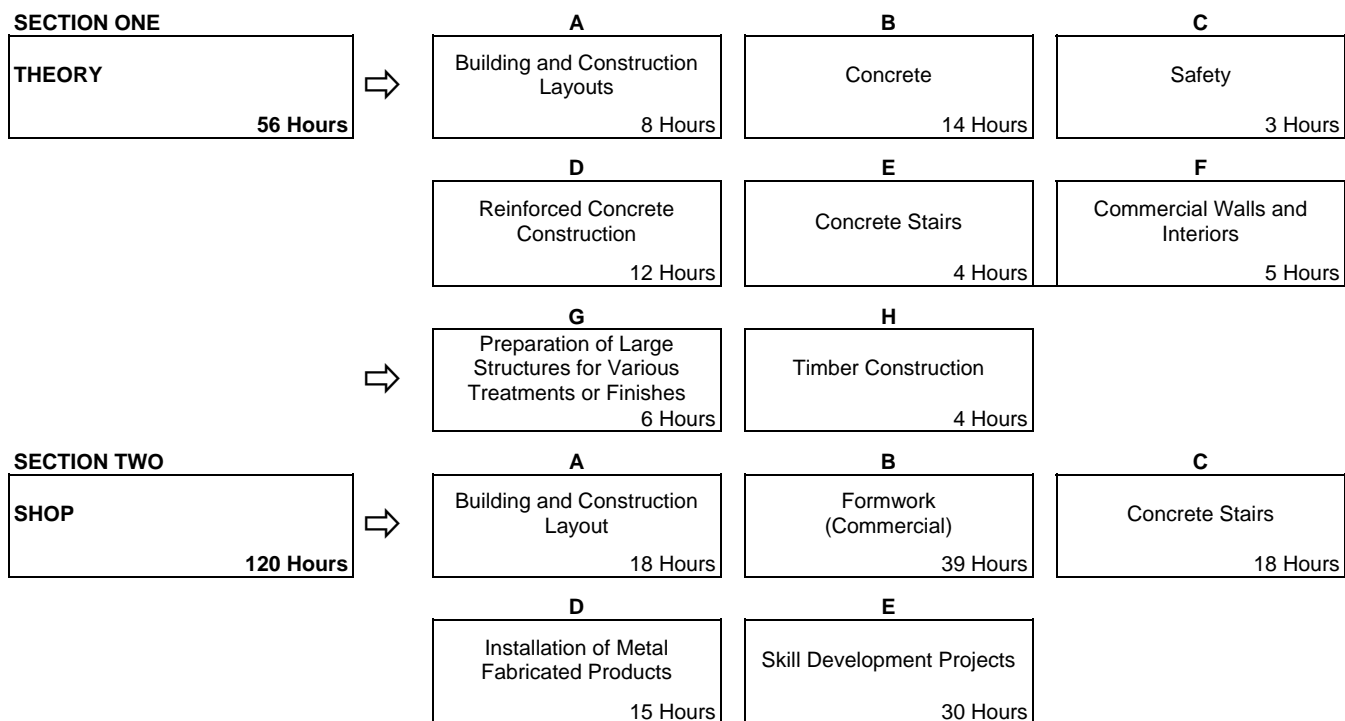 SECTION ONE
A
B
C
THEORY
56 Hours
Building and Construction
Layouts
8 Hours
Concrete
14 Hours
Safety
3 Hours
D
E
F
Reinforced Concrete
Construction
12 Hours
Concrete Stairs
4 Hours
Commercial Walls and
Interiors
5 Hours
G
H
Preparation of Large
Structures for Various
Treatments or Finishes
6 Hours
Timber Construction
4 Hours
SECTION TWO
A
B
C
SHOP
120 Hours
Building and Construction
Layout
18 Hours
Formwork
(Commercial)
39 Hours
Concrete Stairs
18 Hours
D
E
Installation of Metal
Fabricated Products
15 Hours
Skill Development Projects
30 Hours